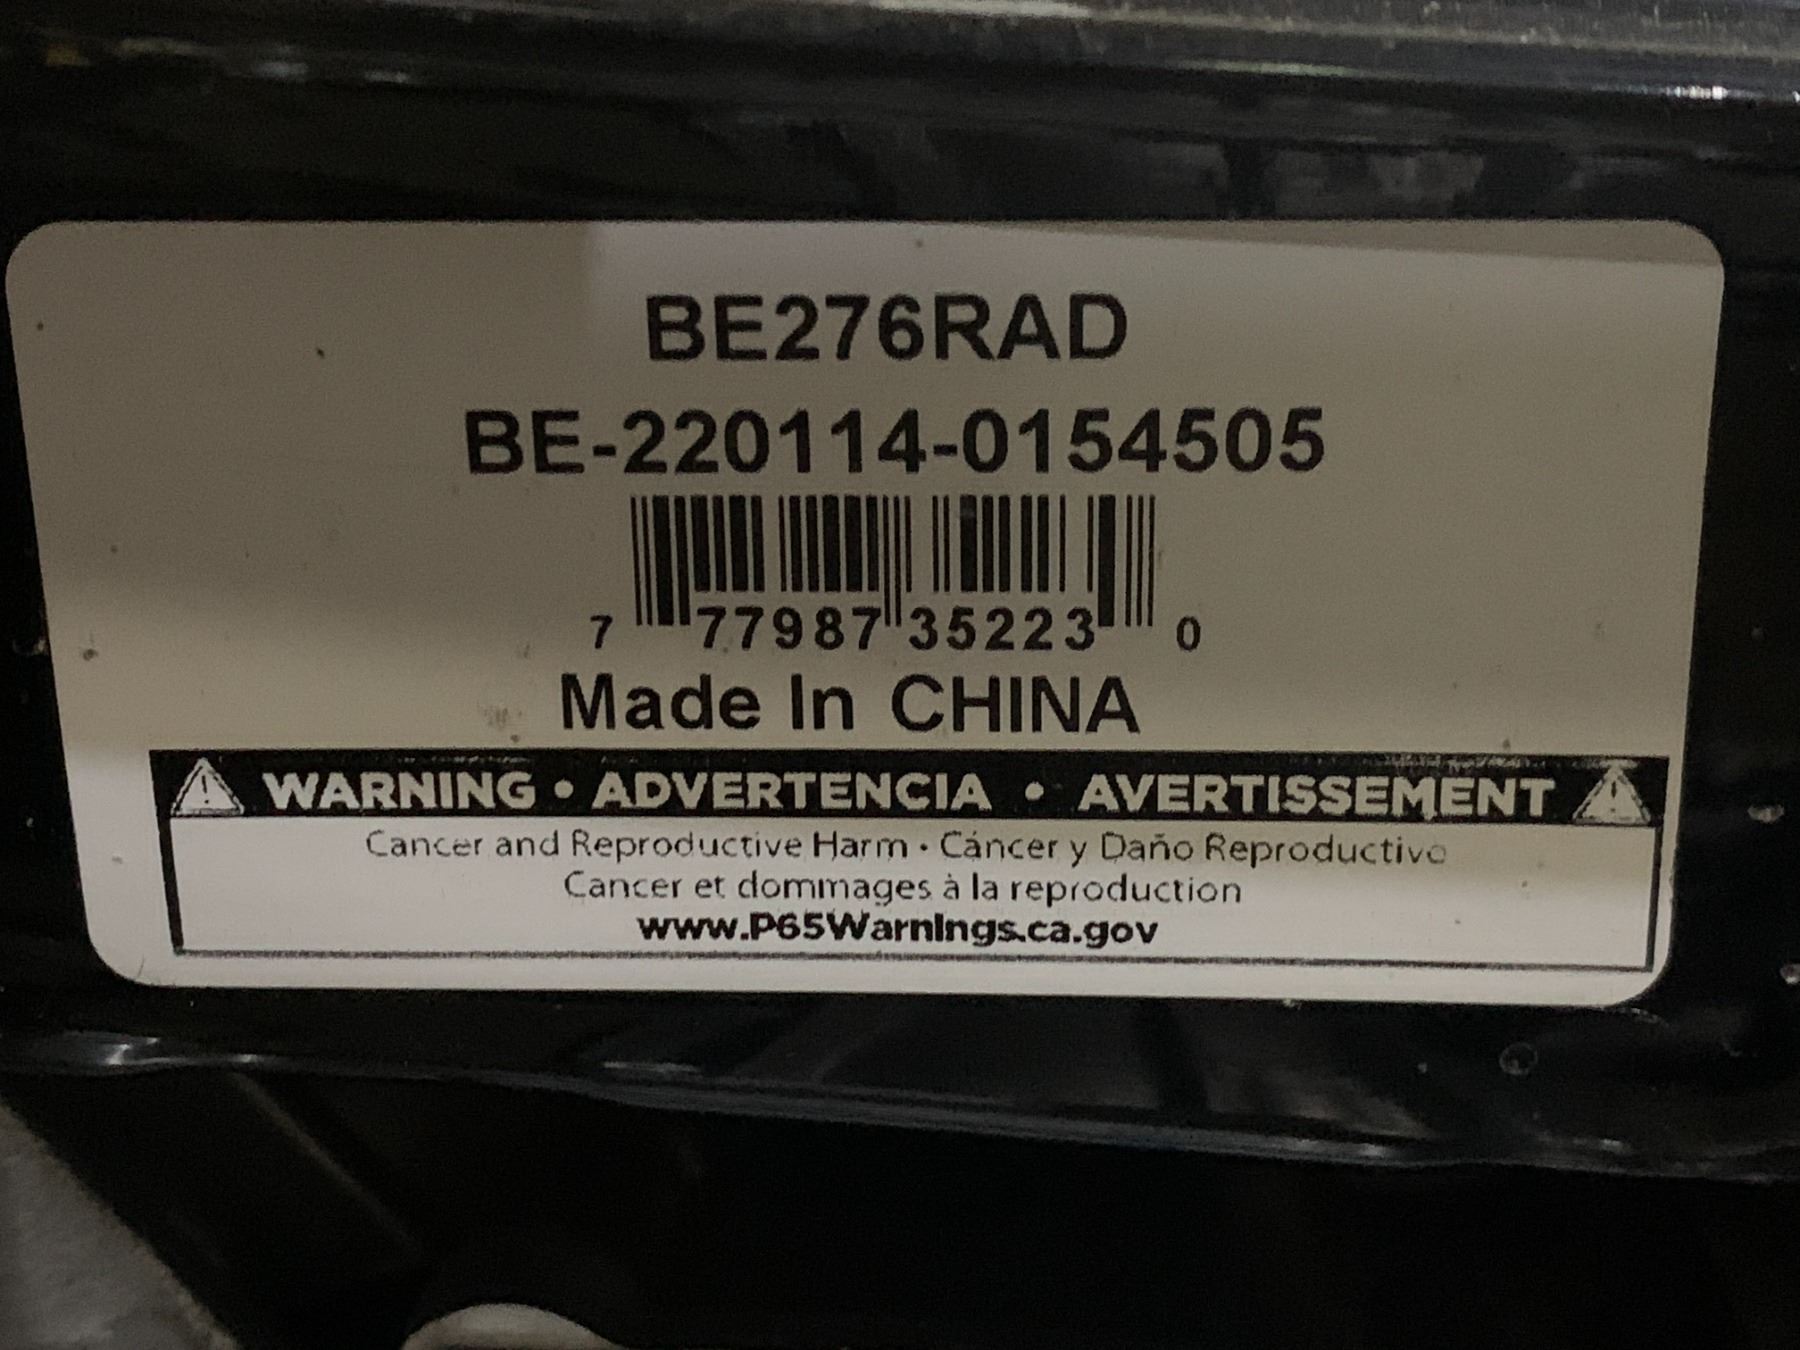 BE276RAD
BE-220114-0154505
7 77987 35223 0
Made In CHINA
WARNING • ADVERTENCIA • AVERTISSEMENT
Cancer and Reproductive Harm • Cáncer y Daño Reproductivo
Cancer et dommages à la reproduction
www.P65Warnings.ca.gov